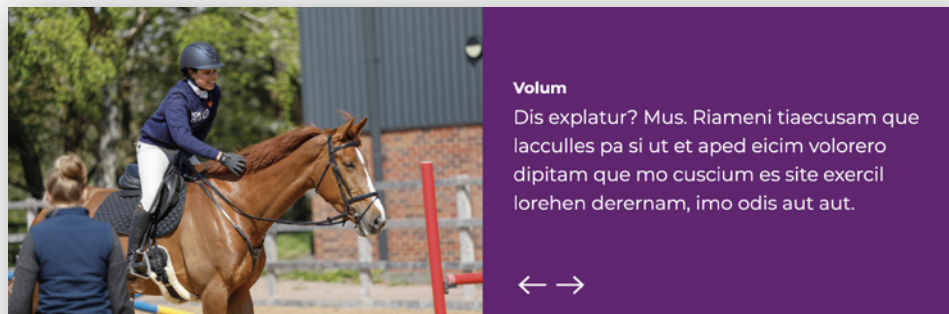 Volum
Dis explatur? Mus. Riameni tiaecusam que
lacculles pa si ut et aped eicim volorero
dipitam que mo cuscium es site exercil
lorehen derernam, imo odis aut aut.